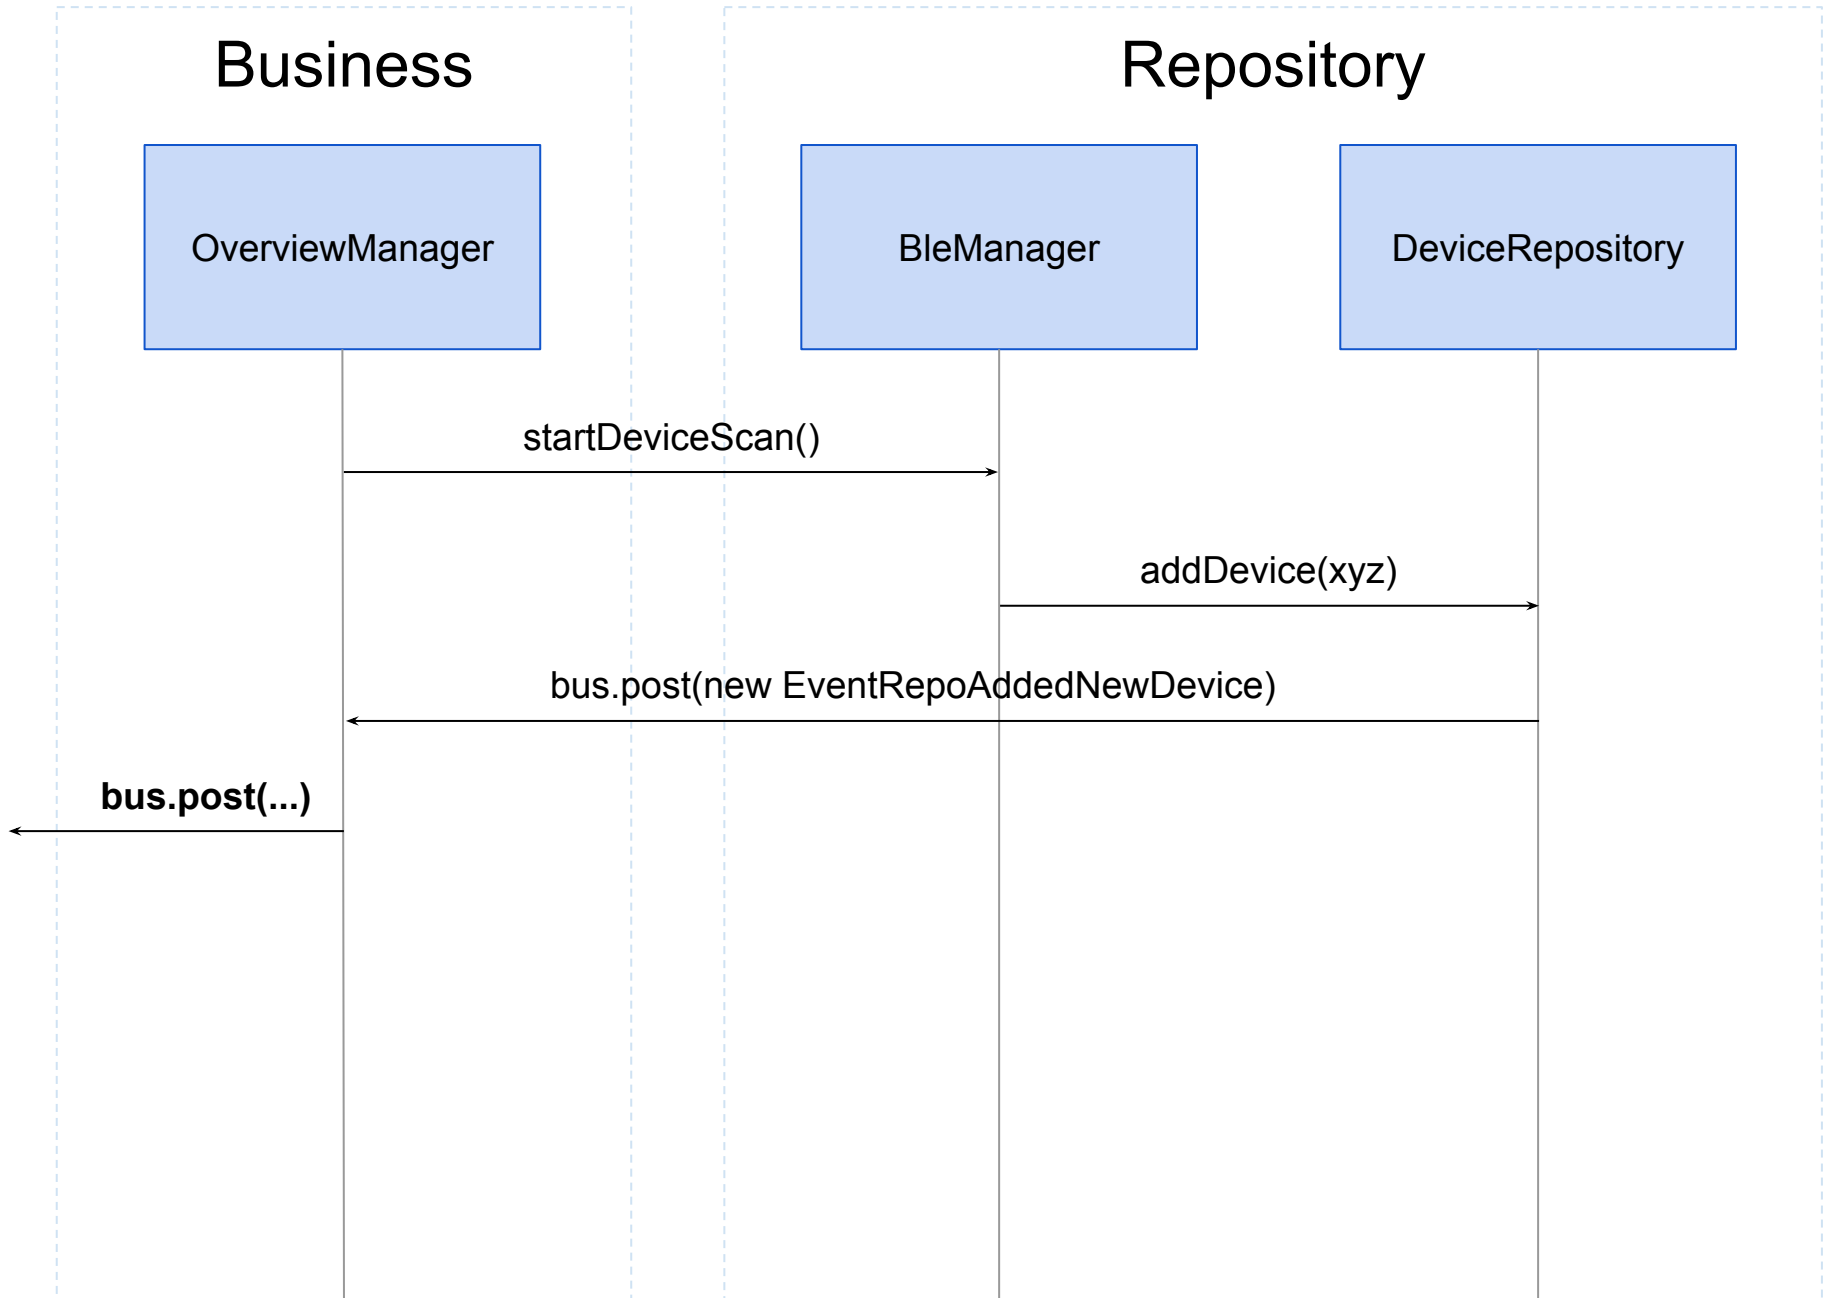 Business
Repository
OverviewManager
BleManager
DeviceRepository
startDeviceScan()
addDevice(xyz)
bus.post(new EventRepoAddedNewDevice)
bus.post(...)